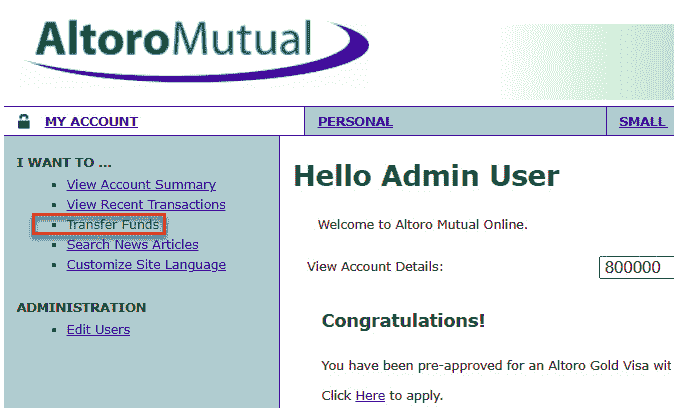 AltoroMutual
MY ACCOUNT
PERSONAL
SMALL
I WANT TO ...
View Account Summary
View Recent Transactions
Transfer Funds
Search News Articles
Customize Site Language
ADMINISTRATION
Edit Users
Hello Admin User
Welcome to Altoro Mutual Online.
View Account Details:
800000
Congratulations!
You have been pre-approved for an Altoro Gold Visa wit
Click Here to apply.